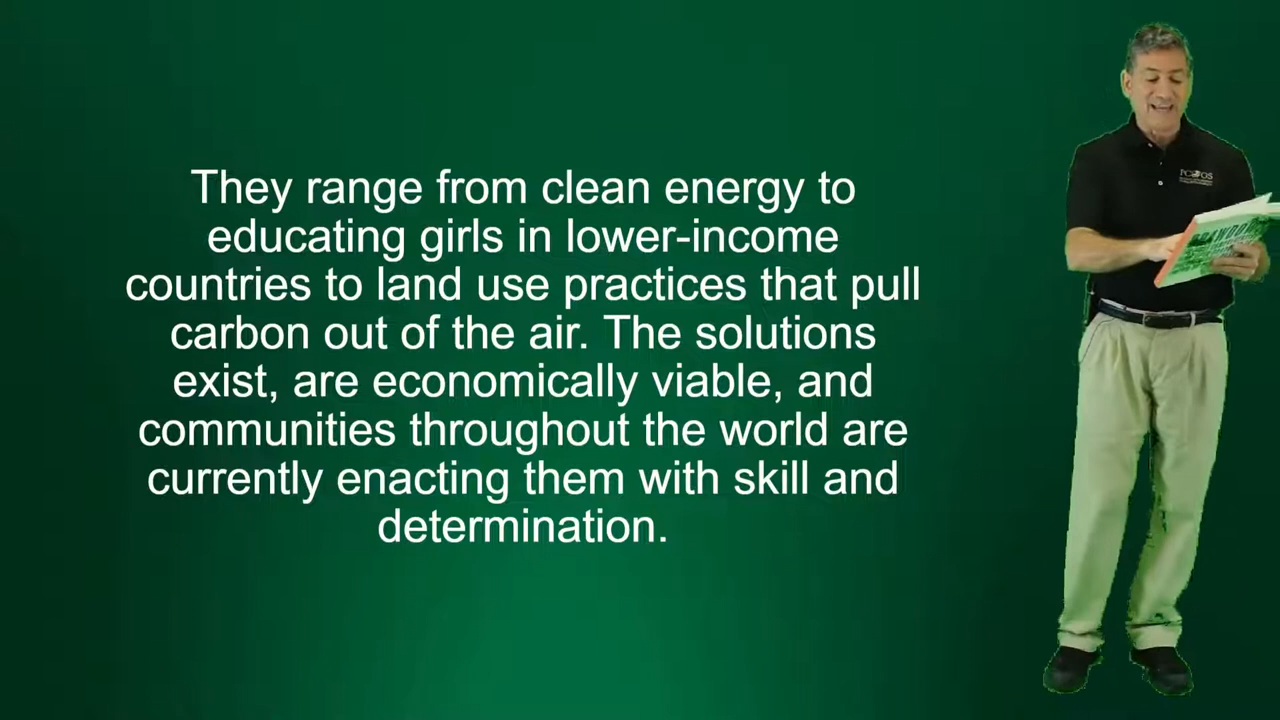 They range from clean energy to
educating girls in lower-income
countries to land use practices that pull
carbon out of the air. The solutions
exist, are economically viable, and
communities throughout the world are
currently enacting them with skill and
determination.